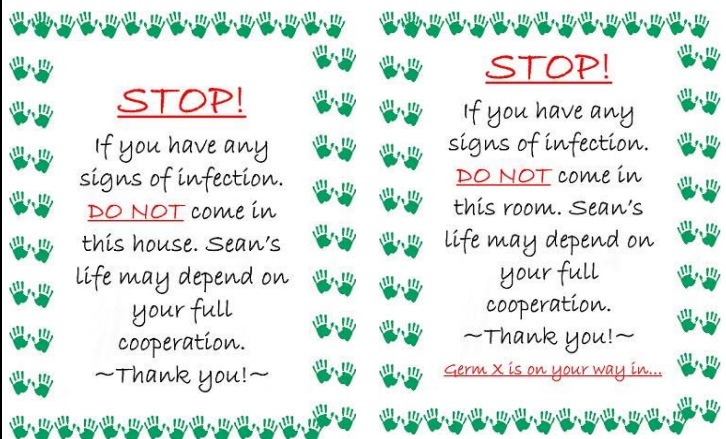 STOP!
If you have any
signs of infection.
DO NOT come in
this house. Sean's
life may depend on
your full
cooperation.
~Thank you!~
STOP!
If you have any
signs of infection.
DO NOT come in
this room. Sean's
life may depend on
your full
cooperation.
~Thank you!~
Germ X is on your way in...